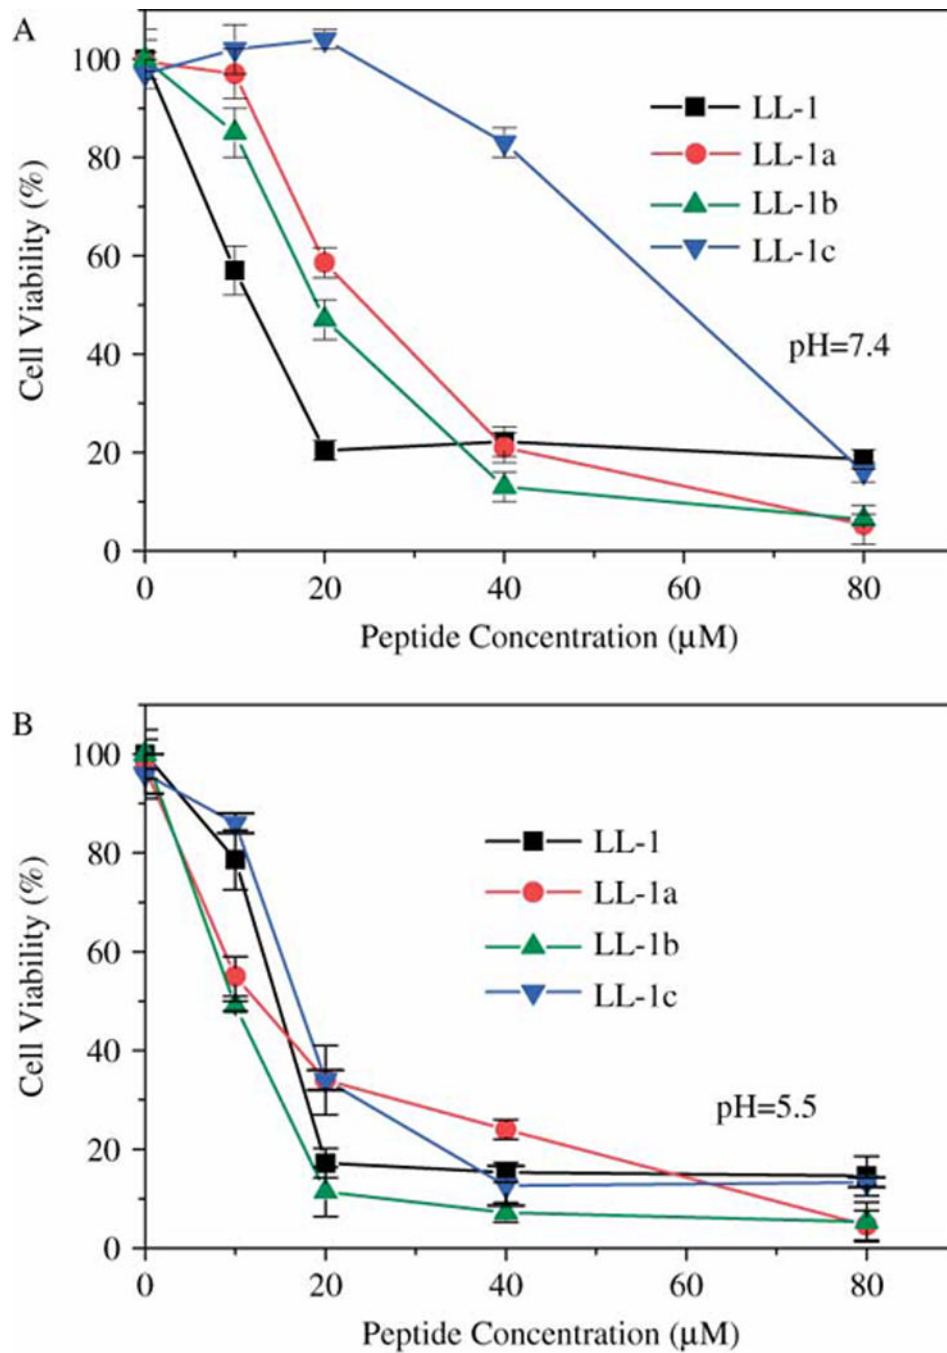 A
100
80
60
40
20
0
Cell Viability (%)
LL-1
LL-1a
LL-1b
LL-1c
pH=7.4
0 20 40 60 80
Peptide Concentration (μM)
B
100
80
60
40
20
0
Cell Viability (%)
LL-1
LL-1a
LL-1b
LL-1c
pH=5.5
0 20 40 60 80
Peptide Concentration (μM)